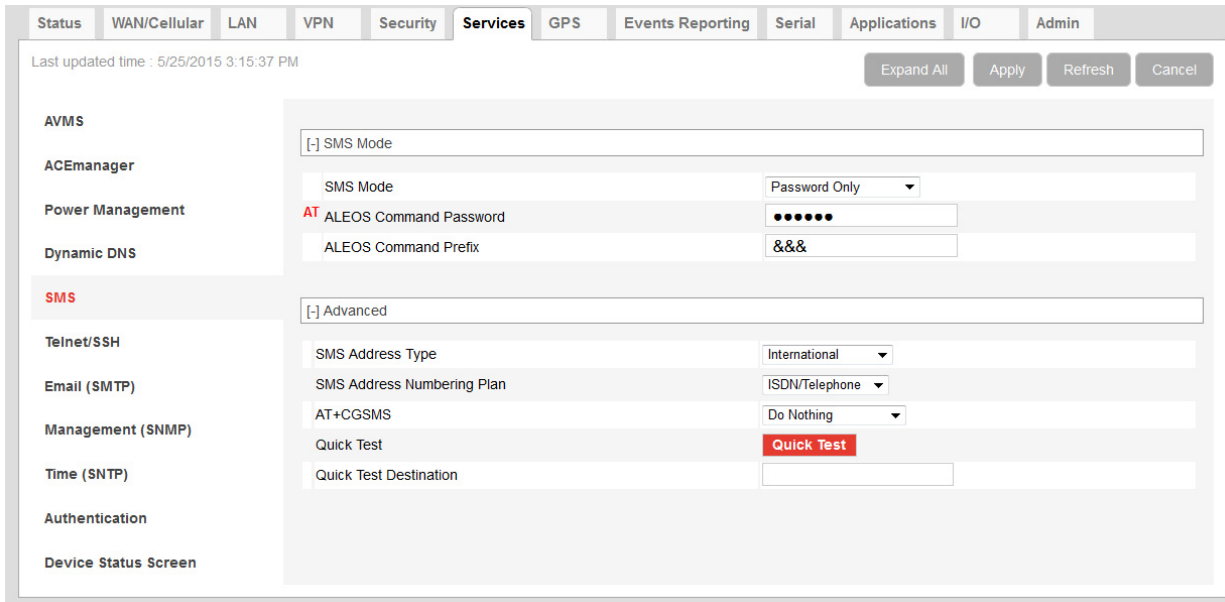 Status WAN/Cellular LAN VPN Security Services GPS Events Reporting Serial Applications I/O Admin
Last updated time : 5/25/2015 3:15:37 PM
Expand All Apply Refresh Cancel
AVMS
ACEmanager
Power Management
Dynamic DNS
SMS
Telnet/SSH
Email (SMTP)
Management (SNMP)
Time (SNTP)
Authentication
Device Status Screen
[-] SMS Mode
SMS Mode Password Only
AT ALEOS Command Password ●●●●●●
ALEOS Command Prefix &&&
[-] Advanced
SMS Address Type International
SMS Address Numbering Plan ISDN/Telephone
AT+CGSMS Do Nothing
Quick Test Quick Test
Quick Test Destination